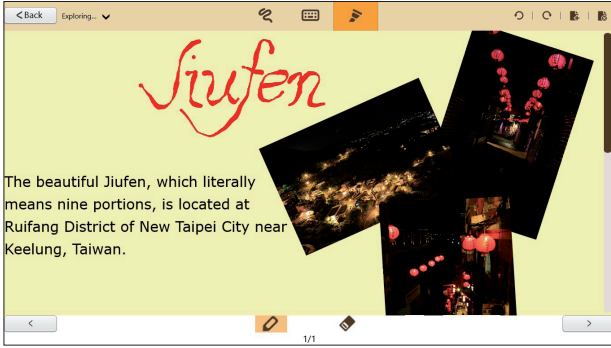 <Back
Exploring...
Jiufen
The beautiful Jiufen, which literally
means nine portions, is located at
Ruifang District of New Taipei City near
Keelung, Taiwan.
<
>
1/1